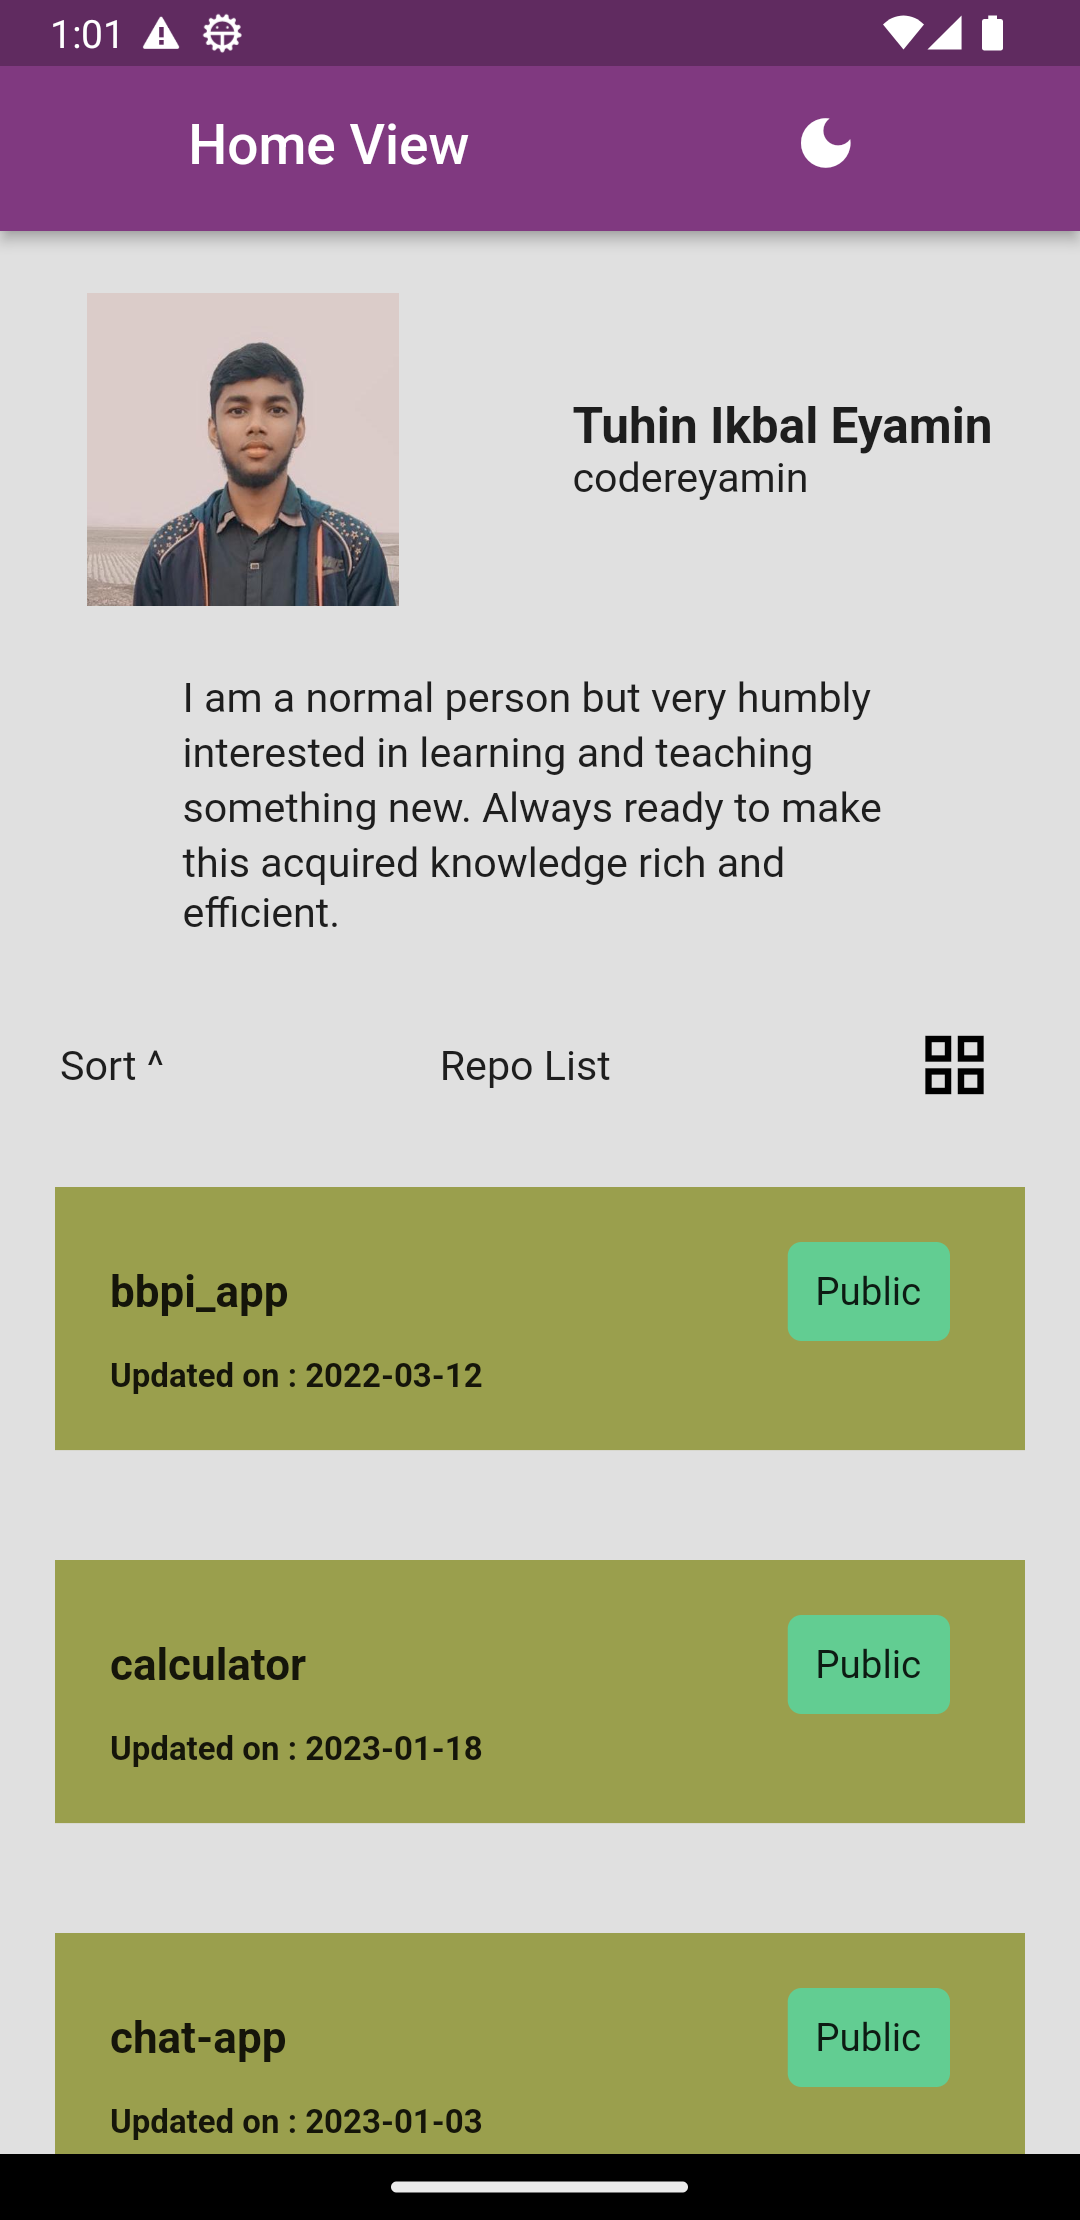 1:01
Home View
Tuhin Ikbal Eyamin
codereyamin
I am a normal person but very humbly
interested in learning and teaching
something new. Always ready to make
this acquired knowledge rich and
efficient.
Sort ^
Repo List
bbpi_app
Public
Updated on : 2022-03-12
calculator
Public
Updated on : 2023-01-18
chat-app
Public
Updated on : 2023-01-03